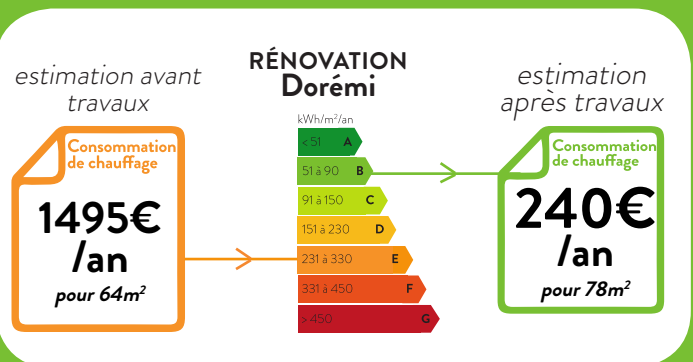 estimation avant
travaux
Consommation
de chauffage
1495€
/an
pour 64m²
RÉNOVATION
Dorémi
kWh/m²/an
< 51 A
51 à 90 B
91 à 150 C
151 à 230 D
231 à 330 E
331 à 450 F
> 450 G
estimation
après travaux
Consommation
de chauffage
240€
/an
pour 78m²